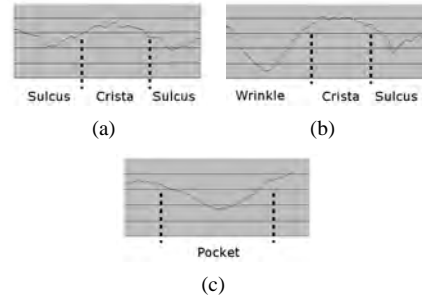 Sulcus Crista Sulcus
(a)
Wrinkle Crista Sulcus
(b)
Pocket
(c)